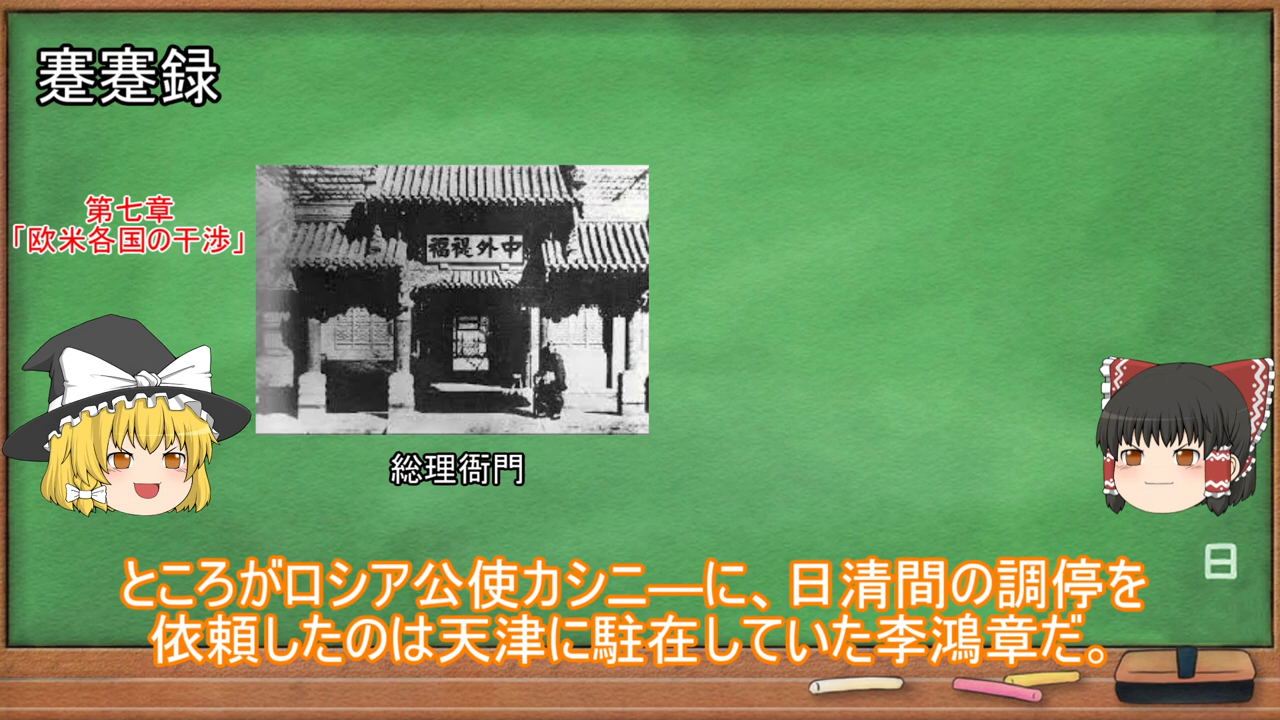 蹇蹇録
第七章
「欧米各国の干渉」
福禔外中
総理衙門
日
ところがロシア公使カシニーに、日清間の調停を
依頼したのは天津に駐在していた李鴻章だ。